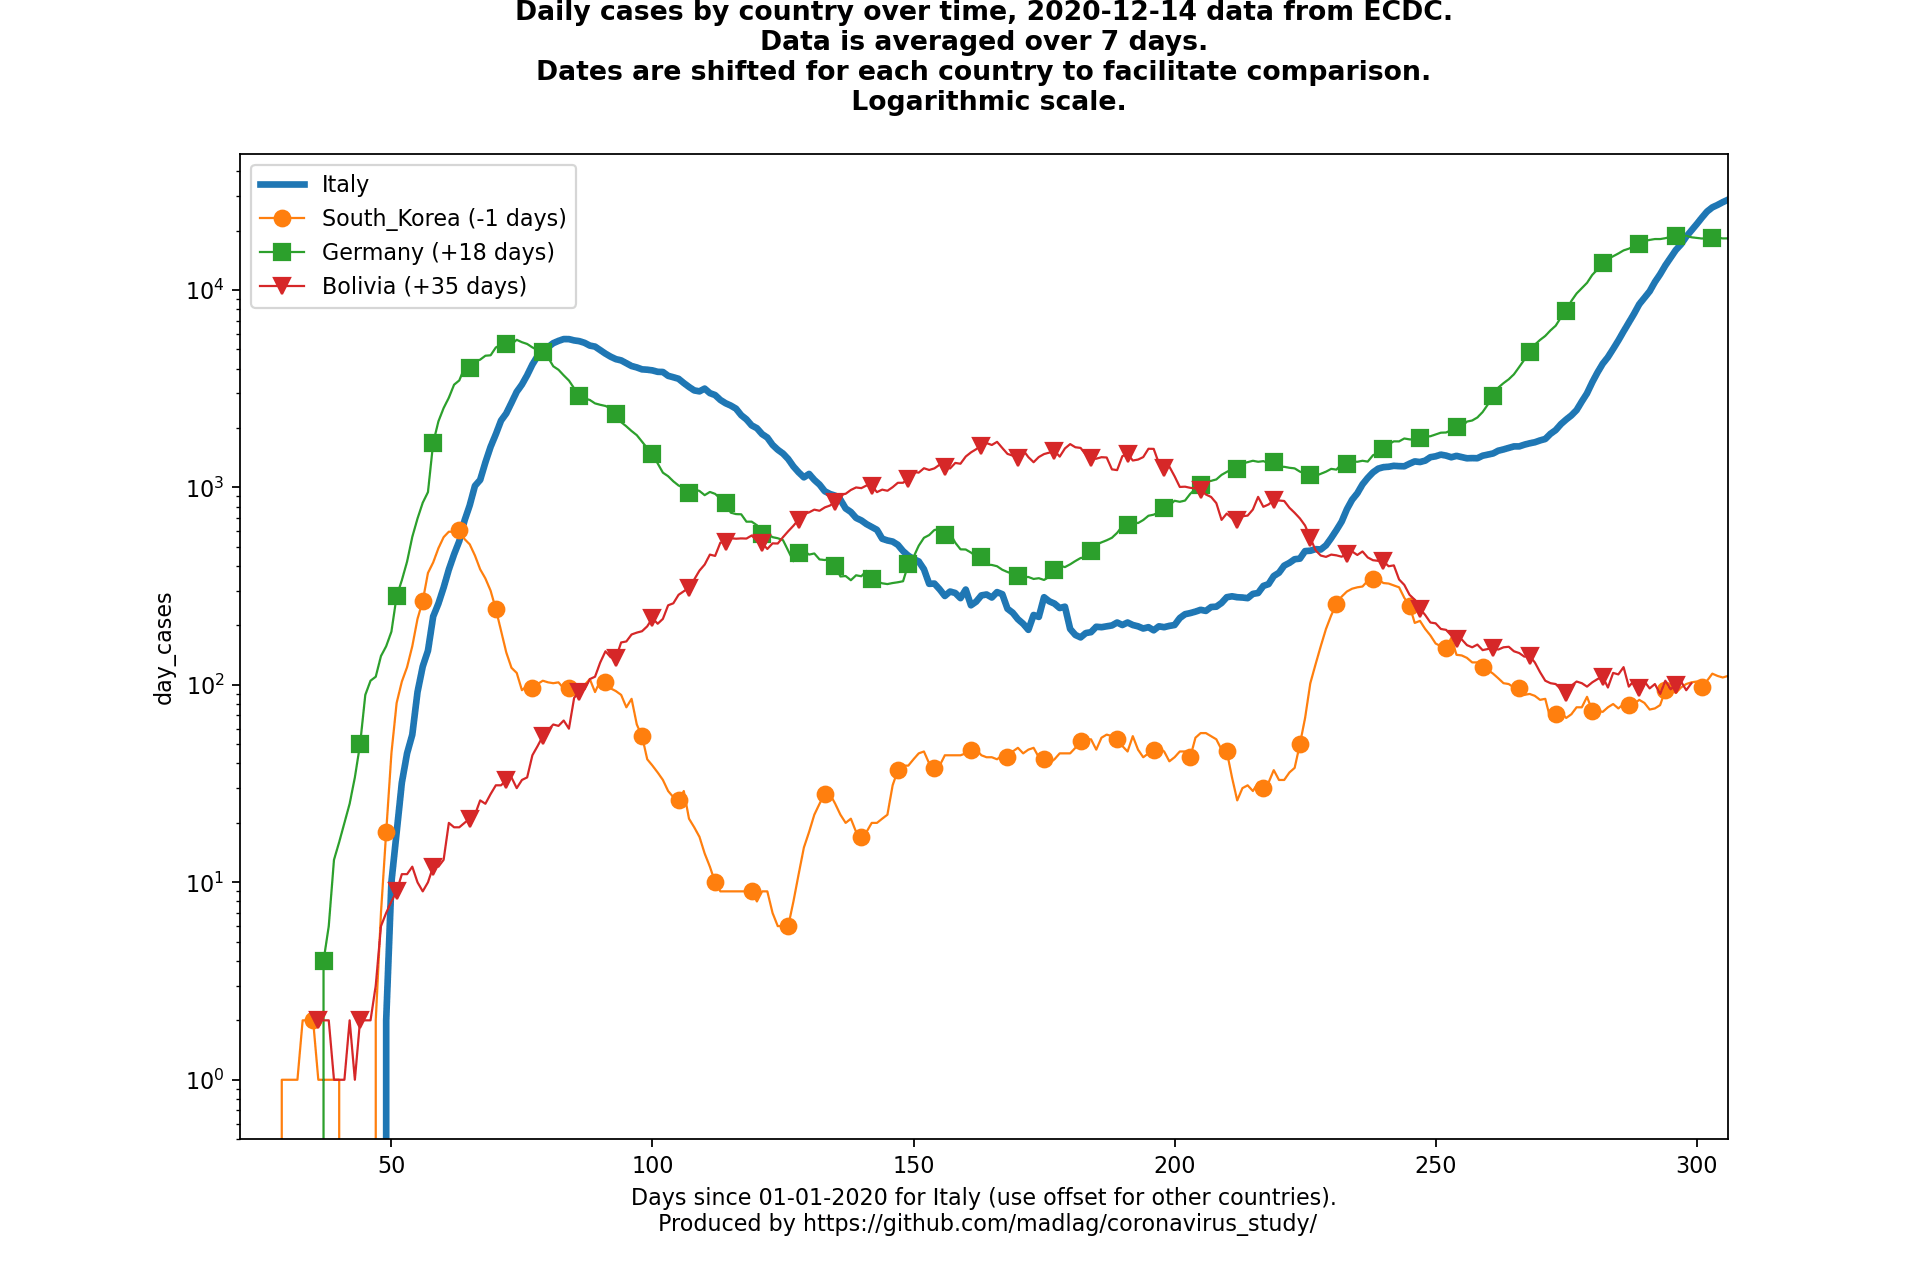 Daily cases by country over time, 2020-12-14 data from ECDC.
Data is averaged over 7 days.
Dates are shifted for each country to facilitate comparison.
Logarithmic scale.
Italy
South_Korea (-1 days)
Germany (+18 days)
Bolivia (+35 days)
day_cases
10⁴
10³
10²
10¹
10⁰
50 100 150 200 250 300
Days since 01-01-2020 for Italy (use offset for other countries).
Produced by https://github.com/madlag/coronavirus_study/